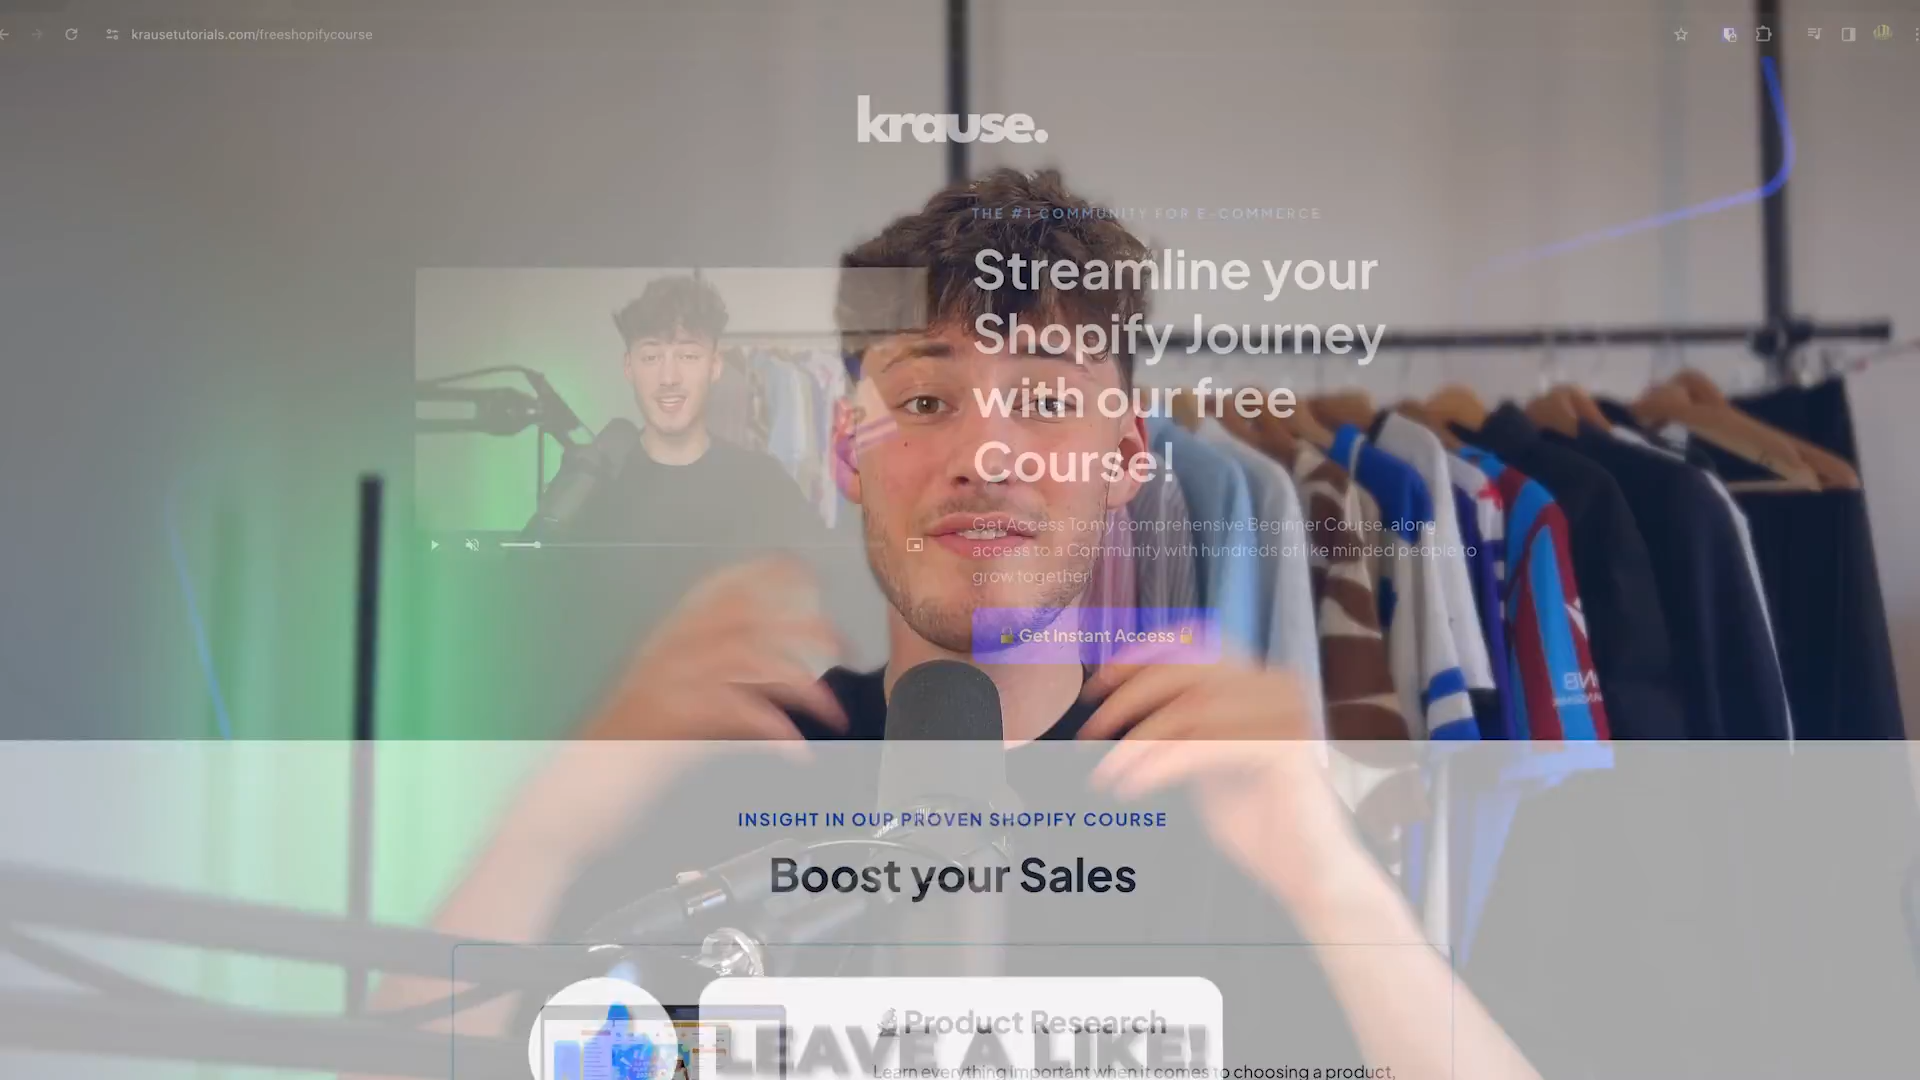 krausetutorials.com/freeshopifycourse
krause.
THE #1 COMMUNITY FOR E-COMMERCE
Streamline your
Shopify Journey
with our free
Course!
Get Access To my comprehensive Beginner Course, along
access to a Community with hundreds of like minded people to
grow together!
🔒 Get Instant Access 🔒
INSIGHT IN OUR PROVEN SHOPIFY COURSE
Boost your Sales
🔬Product Research
LEAVE A LIKE!
Learn everything important when it comes to choosing a product,